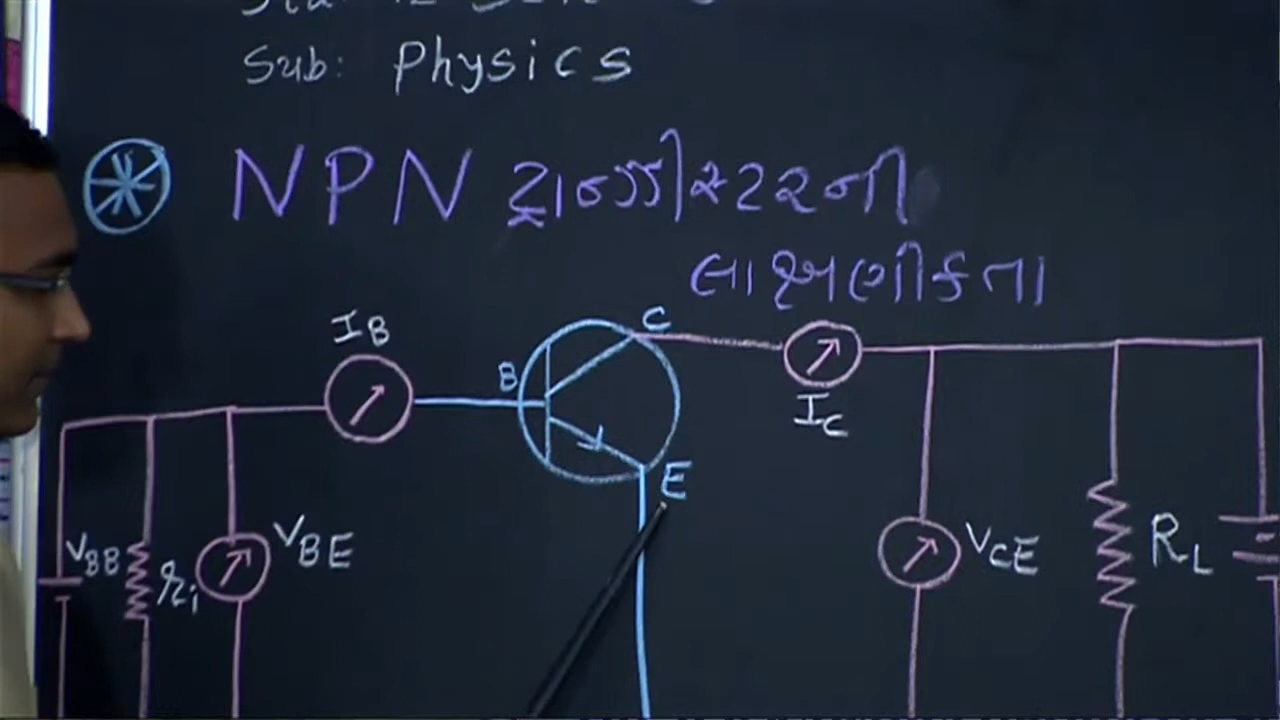 Sub: Physics
NPN ટ્રાન્ઝીસ્ટરની
લાક્ષણીકતા
IB
C
B
IC
E
VBB
ri
VBE
VCE
RL